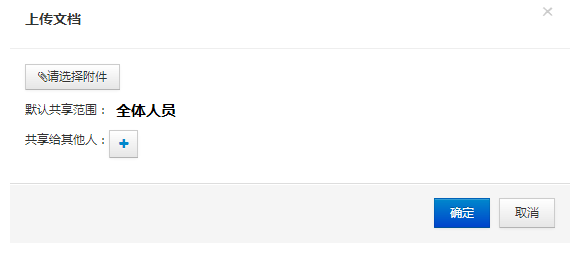 上传文档
请选择附件
默认共享范围： 全体人员
共享给其他人：
确定 取消